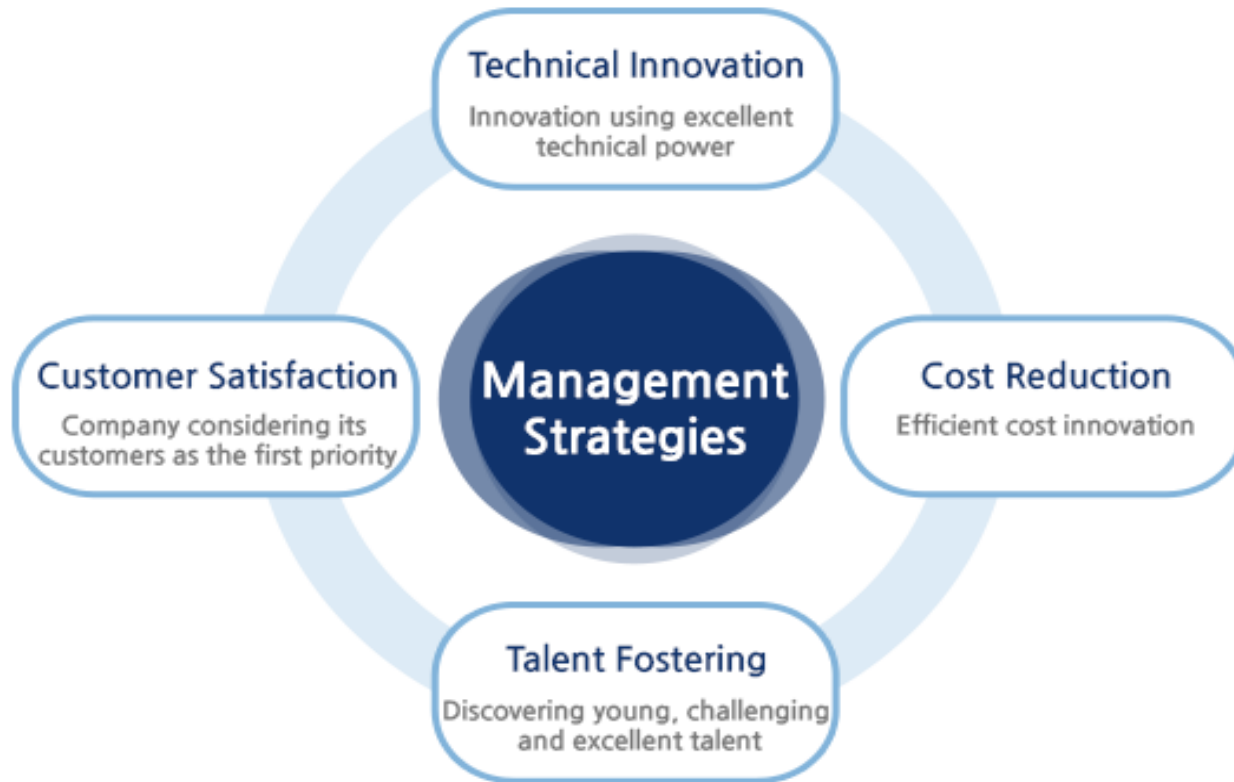 Technical Innovation
Innovation using excellent
technical power
Customer Satisfaction
Company considering its
customers as the first priority
Management
Strategies
Cost Reduction
Efficient cost innovation
Talent Fostering
Discovering young, challenging
and excellent talent